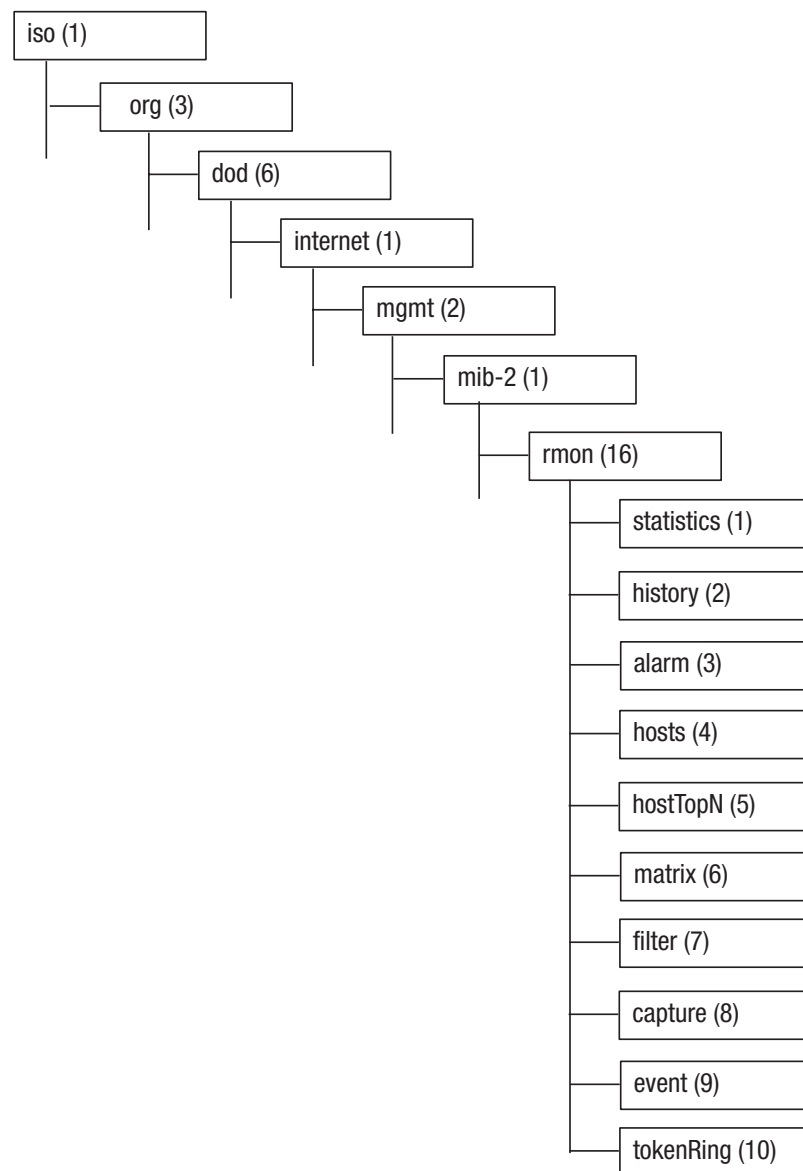 iso (1)
org (3)
dod (6)
internet (1)
mgmt (2)
mib-2 (1)
rmon (16)
statistics (1)
history (2)
alarm (3)
hosts (4)
hostTopN (5)
matrix (6)
filter (7)
capture (8)
event (9)
tokenRing (10)